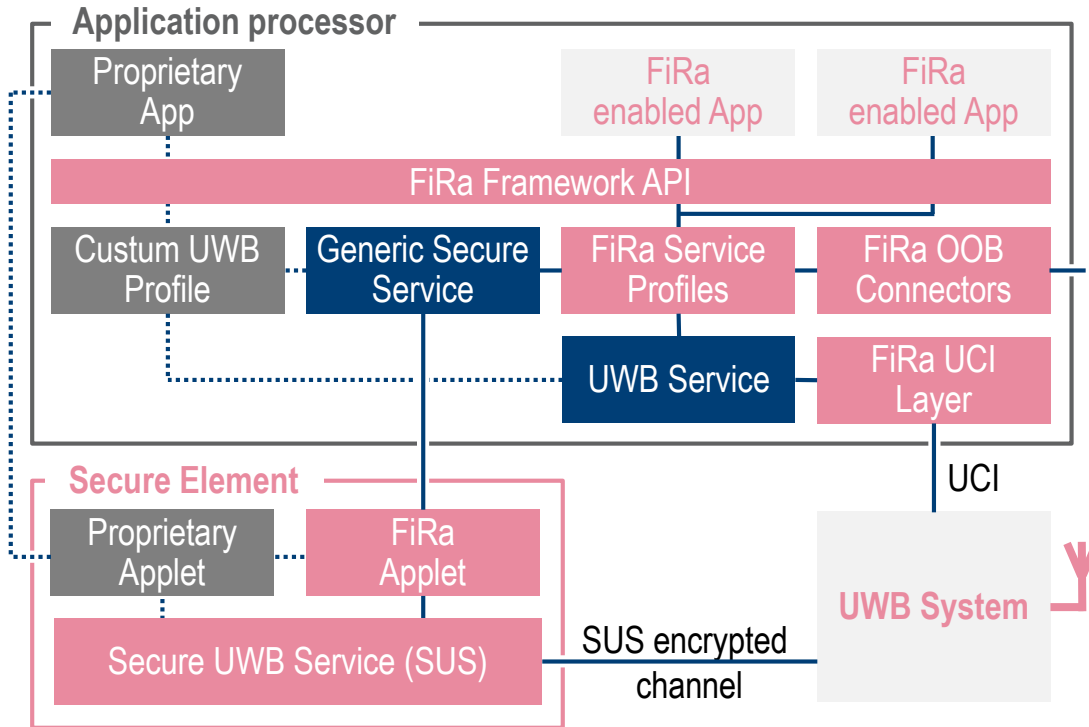 Application processor
Proprietary
App
FiRa
enabled App
FiRa
enabled App
FiRa Framework API
Custum UWB
Profile
Generic Secure
Service
FiRa Service
Profiles
FiRa OOB
Connectors
UWB Service
FiRa UCI
Layer
UCI
Secure Element
Proprietary
Applet
FiRa
Applet
UWB System
Secure UWB Service (SUS)
SUS encrypted
channel